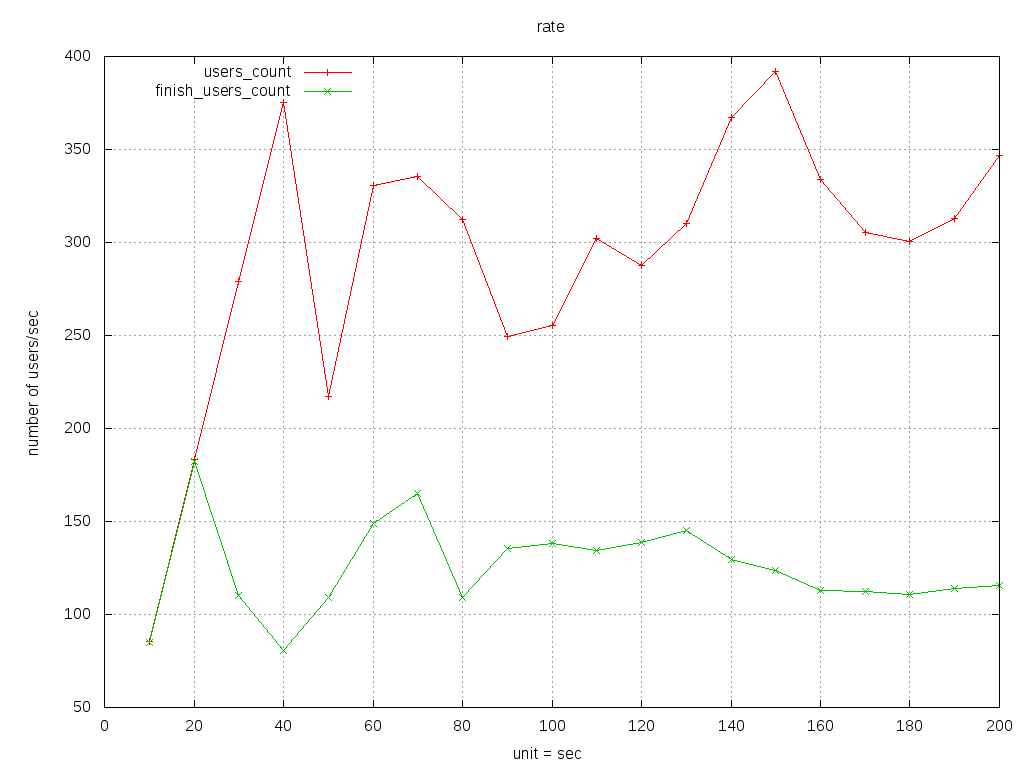 rate
400
350
300
250
200
150
100
50
users_count
finish_users_count
number of users/sec
0 20 40 60 80 100 120 140 160 180 200
unit = sec